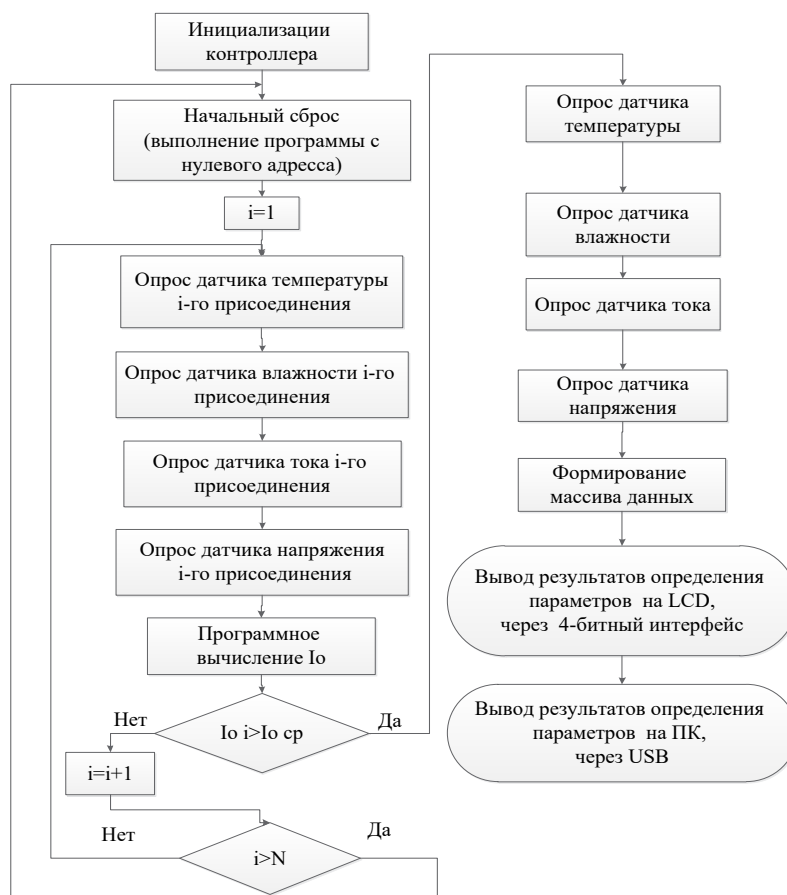 Инициализации
контроллера
Начальный сброс
(выполнение программы с
нулевого адресса)
i=1
Опрос датчика температуры
i-го присоединения
Опрос датчика влажности i-го
присоединения
Опрос датчика тока i-го
присоединения
Опрос датчика напряжения
i-го присоединения
Программное
вычисление Io
Нет
Io i>Io ср
Да
i=i+1
Нет
i>N
Да
Опрос датчика
температуры
Опрос датчика
влажности
Опрос датчика тока
Опрос датчика
напряжения
Формирование
массива данных
Вывод результатов определения
параметров на LCD,
через 4-битный интерфейс
Вывод результатов определения
параметров на ПК,
через USB